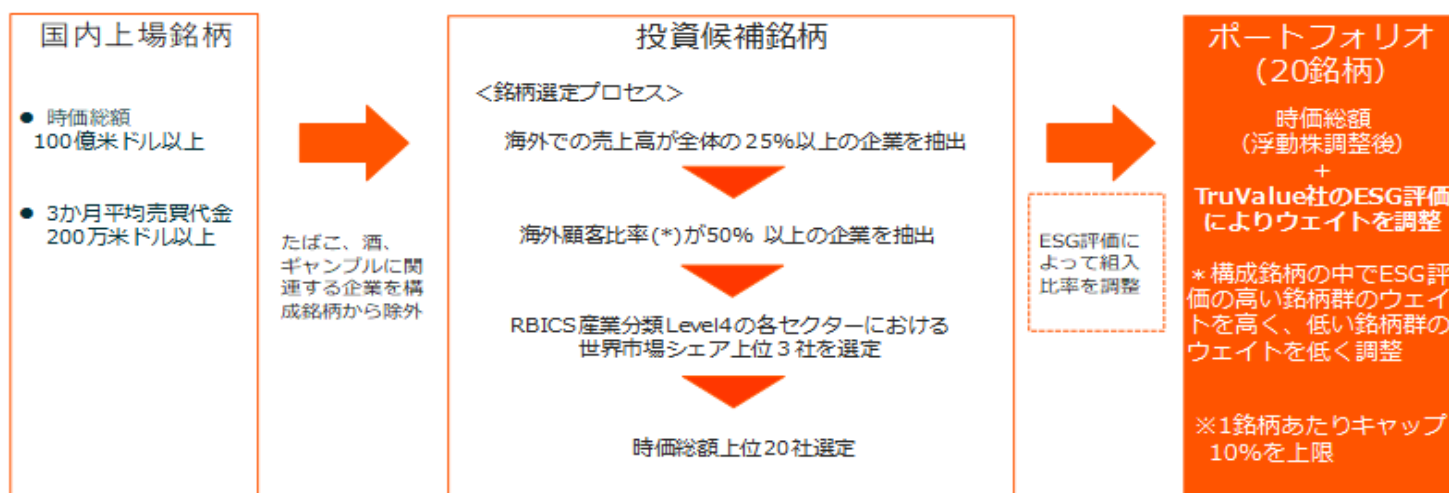 国内上場銘柄
● 時価総額
100億米ドル以上
● 3か月平均売買代金
200万米ドル以上
たばこ、酒、
ギャンブルに関
連する企業を構
成銘柄から除外
投資候補銘柄
<銘柄選定プロセス>
海外での売上高が全体の25%以上の企業を抽出
海外顧客比率(*)が50% 以上の企業を抽出
RBICS産業分類Level4の各セクターにおける
世界市場シェア上位3社を選定
時価総額上位20社選定
ESG評価に
よって組入
比率を調整
ポートフォリオ
(20銘柄)
時価総額
(浮動株調整後)
+
TruValue社のESG評価
によりウェイトを調整
*構成銘柄の中でESG評
価の高い銘柄群のウェイ
トを高く、低い銘柄群の
ウェイトを低く調整
※1銘柄あたりキャップ
10%を上限